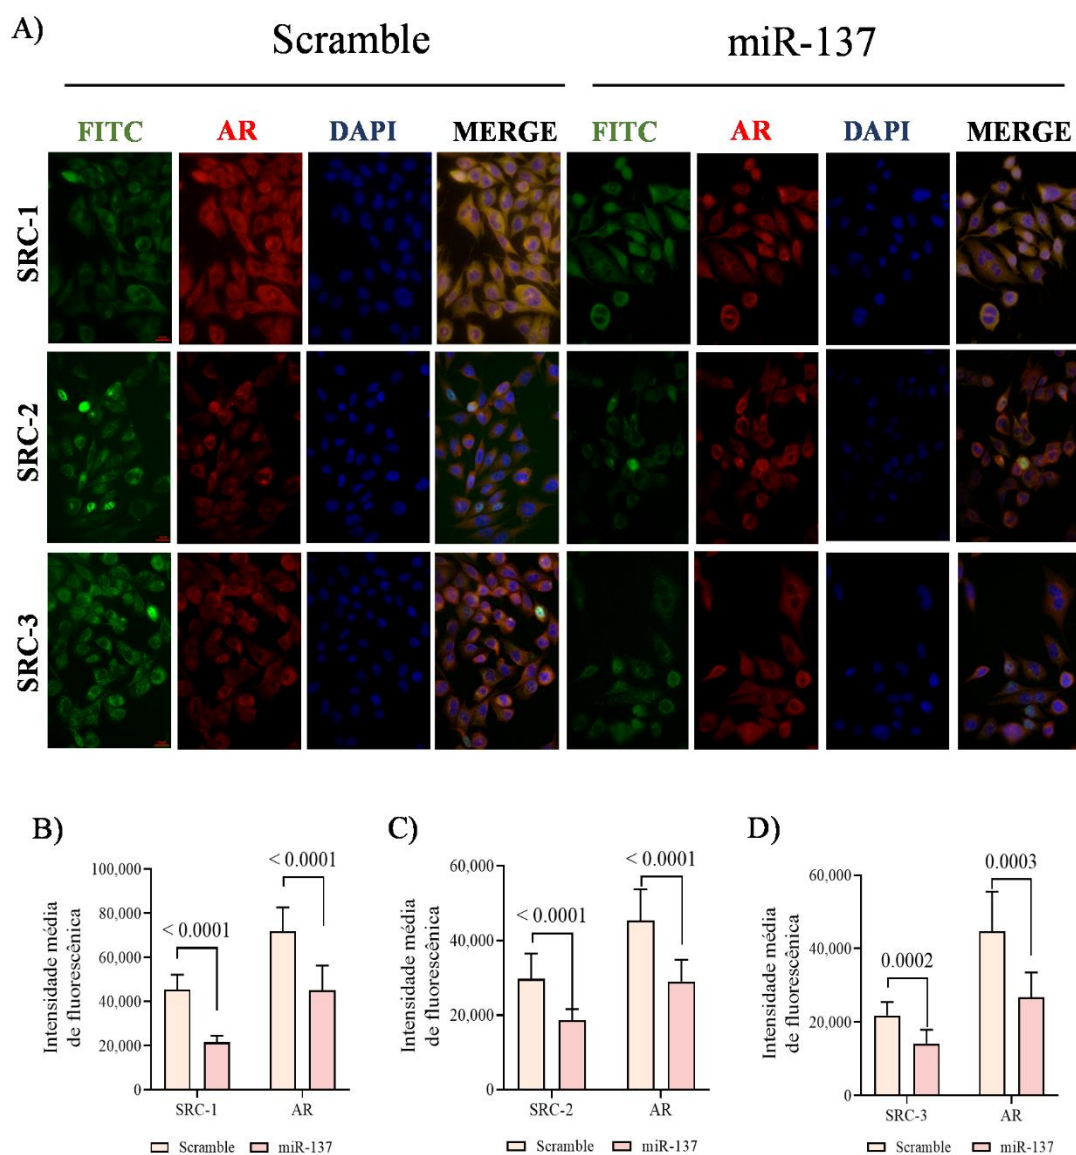 A)
Scramble
miR-137
FITC AR DAPI MERGE FITC AR DAPI MERGE
SRC-1
SRC-2
SRC-3
B)
Intensidade média
de fluorescênica
100,000
80,000
60,000
40,000
20,000
0
< 0.0001
< 0.0001
SRC-1 AR
Scramble miR-137
C)
Intensidade média
de fluorescênica
60,000
40,000
20,000
0
< 0.0001
< 0.0001
SRC-2 AR
Scramble miR-137
D)
Intensidade média
de fluorescênica
60,000
40,000
20,000
0
0.0002
0.0003
SRC-3 AR
Scramble miR-137